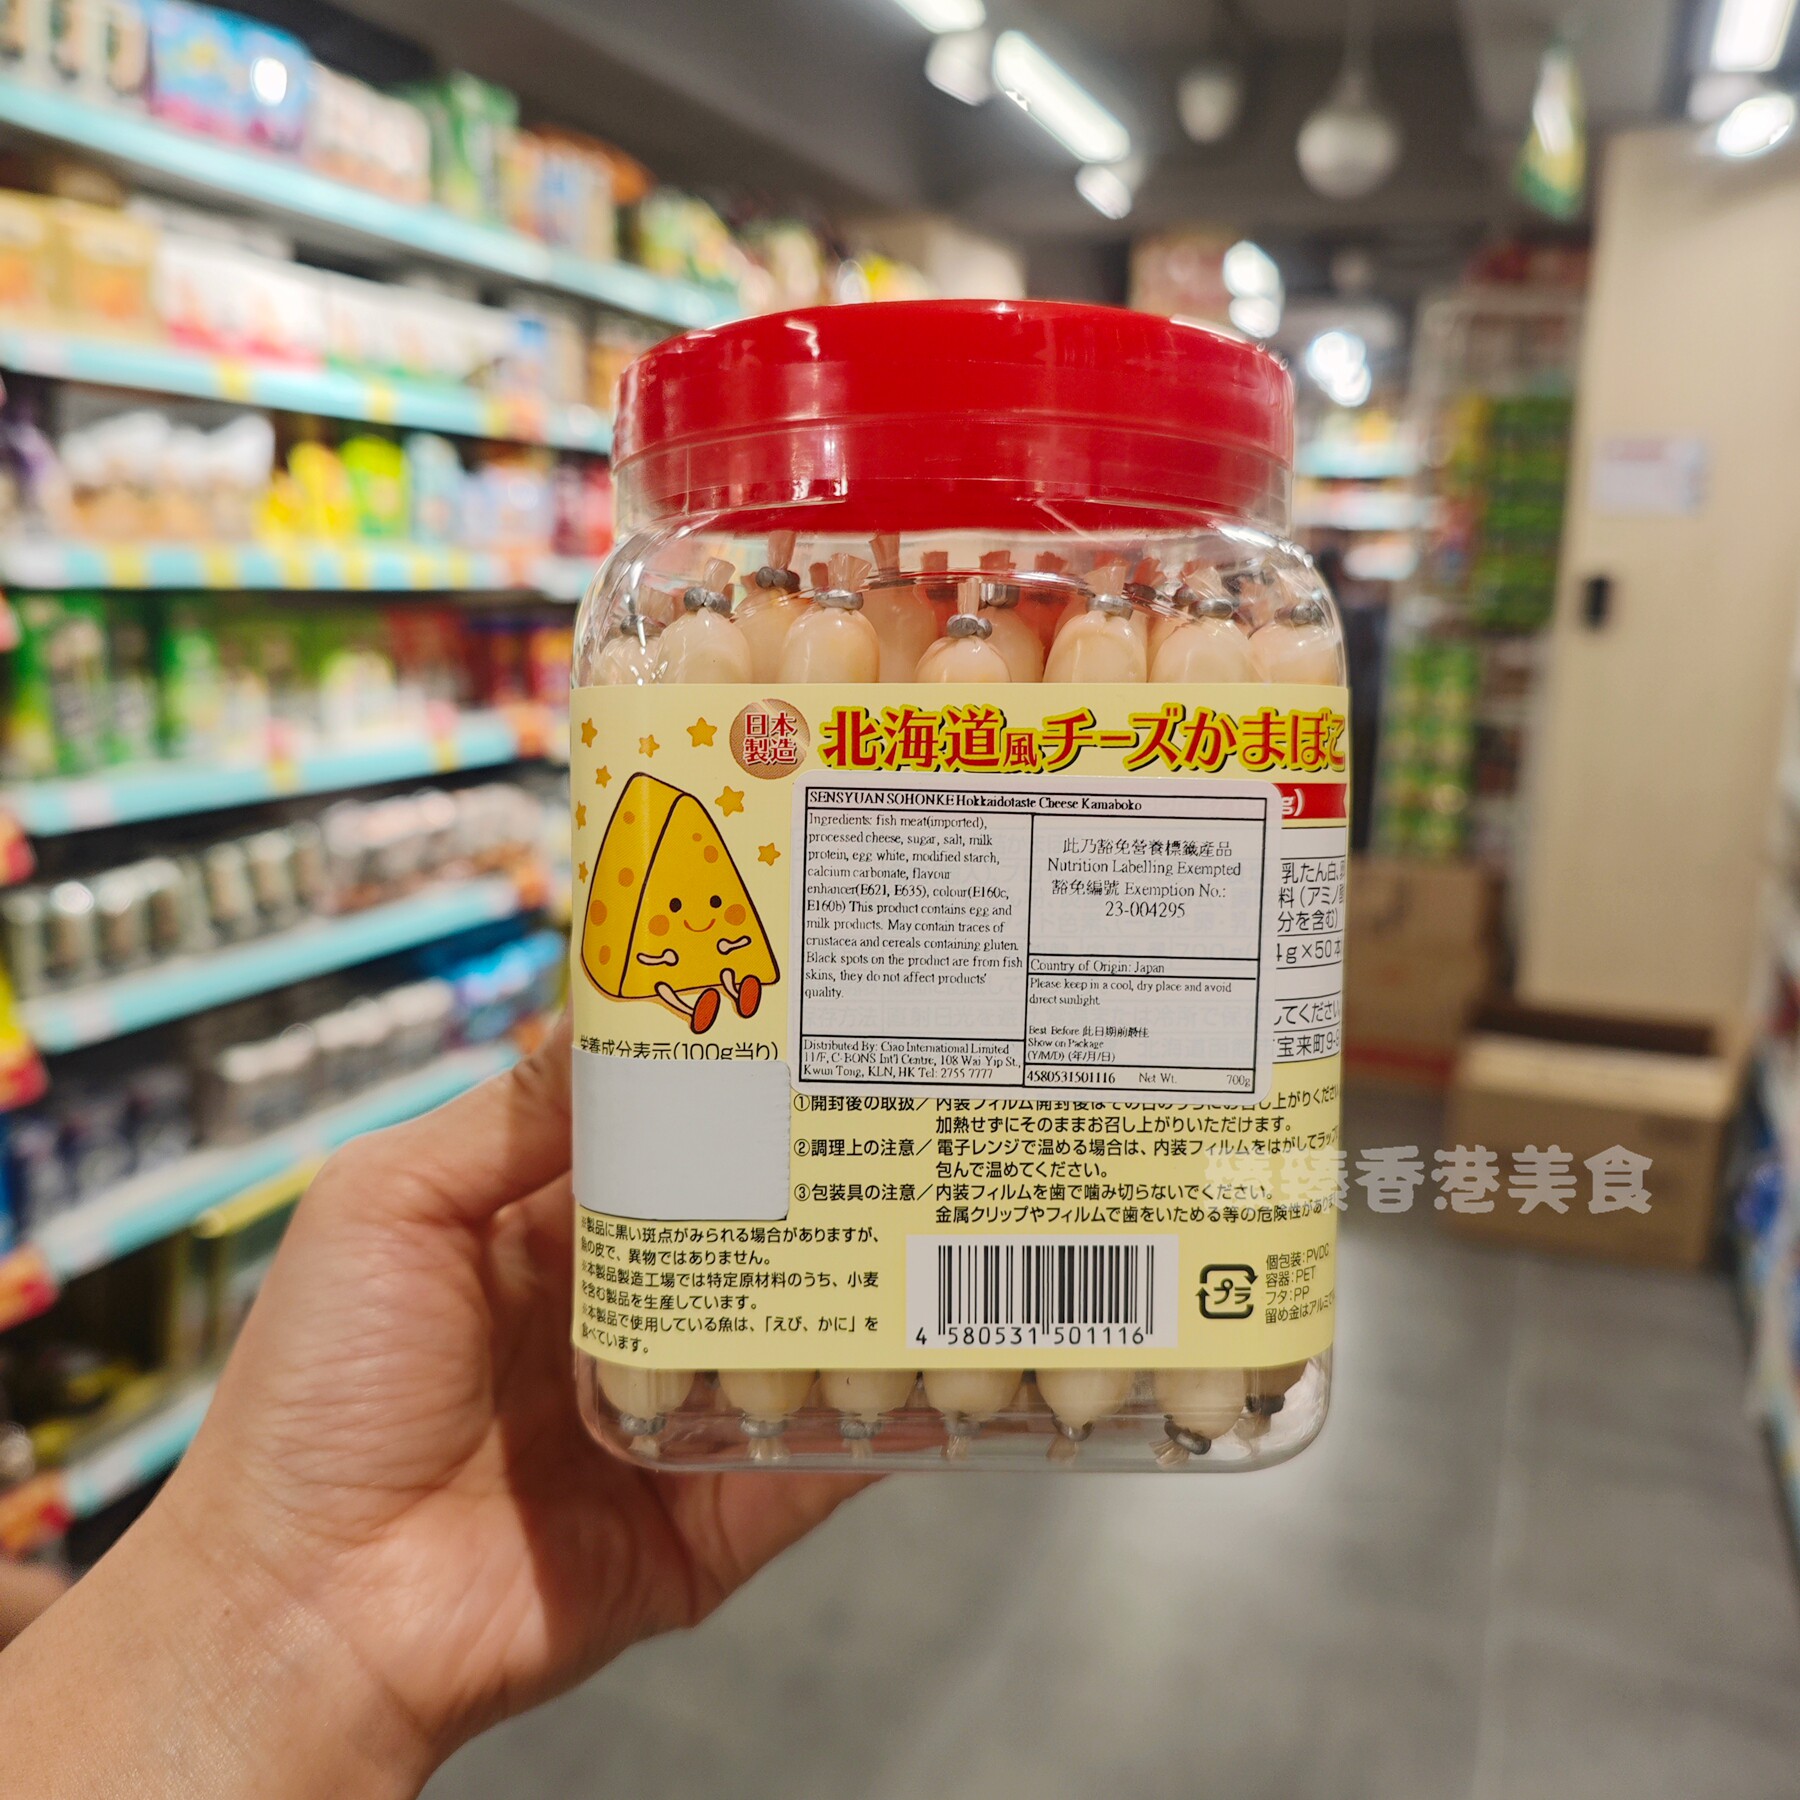 日本
製造
北海道風チーズかまぼこ
g)
SENSYUAN SOHONKE Hokkaidotaste Cheese Kamaboko
Ingredients: fish meat(imported),
processed cheese, sugar, salt, milk
protein, egg white, modified starch,
calcium carbonate, flavour
enhancer(E621, E635), colour(E160c,
E160b) This product contains egg and
milk products. May contain traces of
crustacea and cereals containing gluten.
Black spots on the product are from fish
skins, they do not affect products'
quality.
此乃豁免營養標籤產品
Nutrition Labelling Exempted
豁免編號 Exemption No.:
23-004295
Country of Origin: Japan
Please keep in a cool, dry place and avoid
direct sunlight.
Best Before 此日期前最佳
Show on Package
(Y/M/D) (年/月/日)
Distributed By: Ciao International Limited
11/F, C-BONS Int'l Centre, 108 Wai Yip St.,
Kwun Tong, KLN, HK Tel: 2755 7777
4580531501116 Net Wt. 700g
乳たん白、
料(アミノ
分を含む)
4g×50本
してください
宝来町9-
栄養成分表示(100g当り)
①開封後の取扱/内装フィルム開封後はその日のうちにお召し上がりください
加熱せずにそのままお召し上がりいただけます。
②調理上の注意/電子レンジで温める場合は、内装フィルムをはがしてラップ
包んで温めてください。
③包装具の注意/内装フィルムを歯で噛み切らないでください。
金属クリップやフィルムで歯をいためる等の危険性があり
※製品に黒い斑点がみられる場合がありますが、
魚の皮で、異物ではありません。
※本製品製造工場では特定原材料のうち、小麦
を含む製品を生産しています。
※本製品で使用している魚は、「えび、かに」を
食べています。
4 580531 501116
プラ
個包装:PVDC
容器:PET
フタ:PP
留め金はアルミ
臻臻香港美食